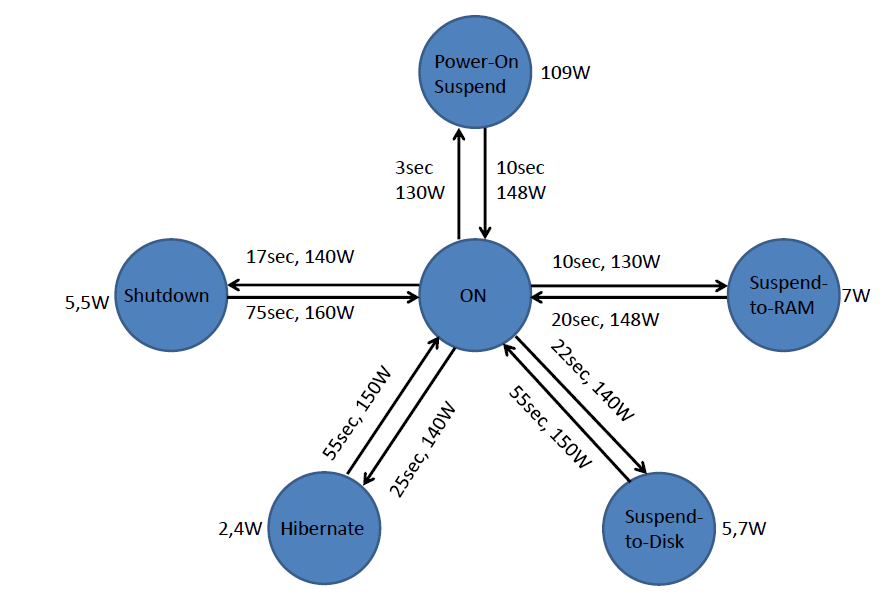 Power-On
Suspend
109W
3sec
130W
10sec
148W
17sec, 140W
10sec, 130W
5,5W
Shutdown
ON
Suspend-
to-RAM
7W
75sec, 160W
20sec, 148W
55sec, 150W
25sec, 140W
22sec, 140W
55sec, 150W
2,4W
Hibernate
Suspend-
to-Disk
5,7W